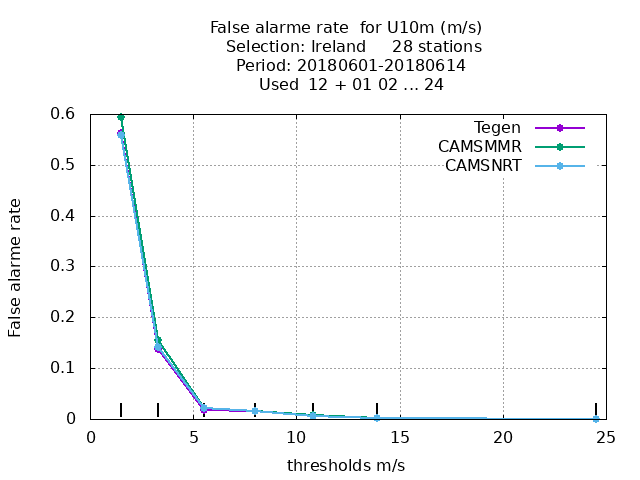 False alarme rate  for U10m (m/s)
Selection: Ireland     28 stations
Period: 20180601-20180614
Used  12 + 01 02 ... 24
0.6
0.5
0.4
0.3
0.2
0.1
0
False alarme rate
Tegen
CAMSMMR
CAMSNRT
0 5 10 15 20 25
thresholds m/s